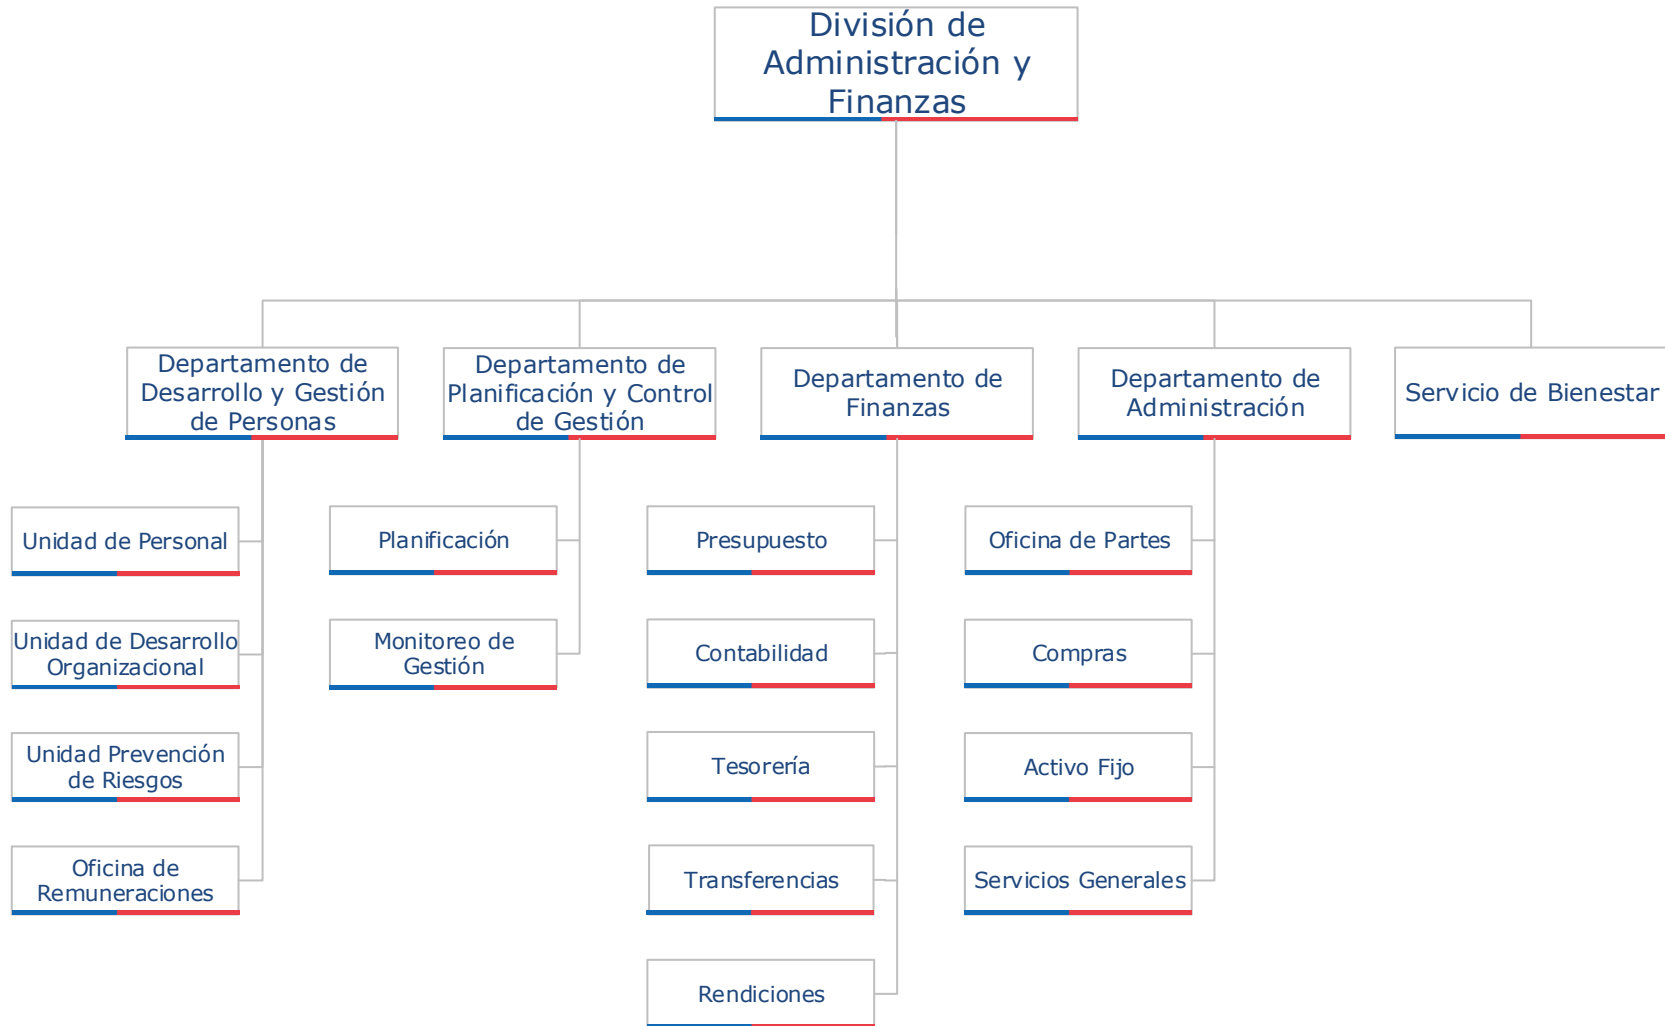 División de
Administración y
Finanzas
Departamento de
Desarrollo y Gestión
de Personas
Departamento de
Planificación y Control
de Gestión
Departamento de
Finanzas
Departamento de
Administración
Servicio de Bienestar
Unidad de Personal
Unidad de Desarrollo
Organizacional
Unidad Prevención
de Riesgos
Oficina de
Remuneraciones
Planificación
Monitoreo de
Gestión
Presupuesto
Contabilidad
Tesorería
Transferencias
Rendiciones
Oficina de Partes
Compras
Activo Fijo
Servicios Generales